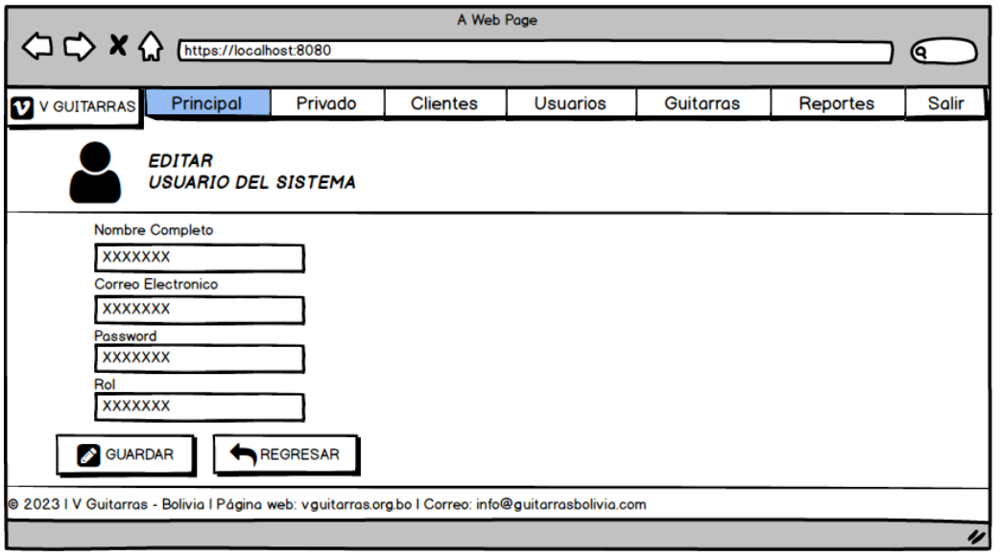 A Web Page
https://localhost:8080
V GUITARRAS Principal Privado Clientes Usuarios Guitarras Reportes Salir
EDITAR
USUARIO DEL SISTEMA
Nombre Completo
XXXXXXX
Correo Electronico
XXXXXXX
Password
XXXXXXX
Rol
XXXXXXX
GUARDAR REGRESAR
© 2023 | V Guitarras - Bolivia | Página web: vguitarras.org.bo | Correo: info@guitarrasbolivia.com